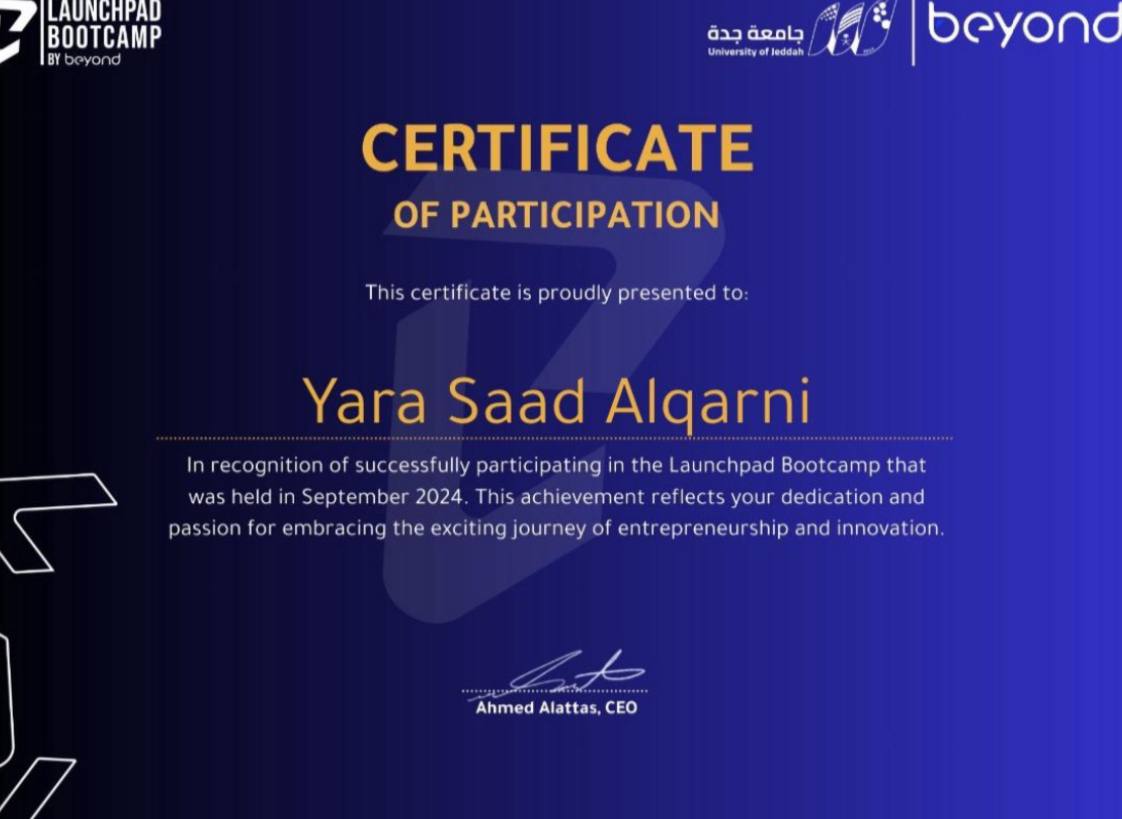 LAUNCHPAD
BOOTCAMP
BY beyond
جامعة جدة
University of Jeddah
beyond
CERTIFICATE
OF PARTICIPATION
This certificate is proudly presented to:
Yara Saad Alqarni
In recognition of successfully participating in the Launchpad Bootcamp that
was held in September 2024. This achievement reflects your dedication and
passion for embracing the exciting journey of entrepreneurship and innovation.
Ahmed Alattas, CEO